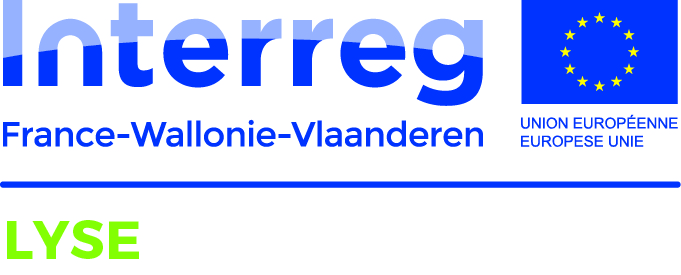 Interreg
France-Wallonie-Vlaanderen
UNION EUROPÉENNE
EUROPESE UNIE
LYSE